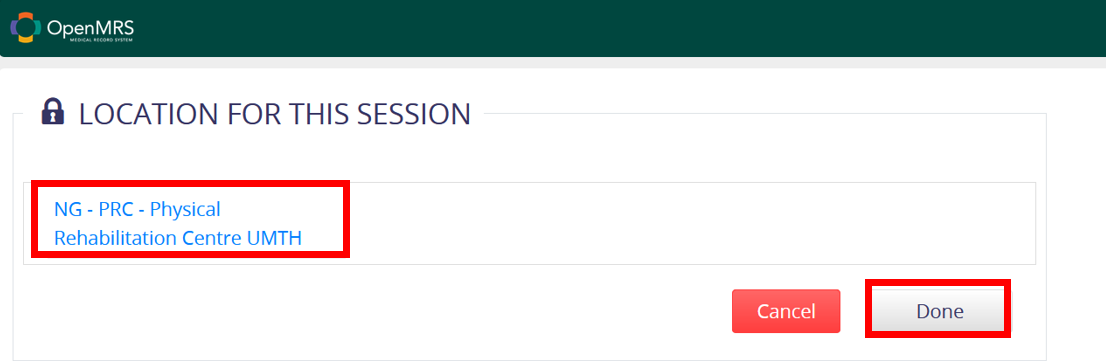 OpenMRS
MEDICAL RECORD SYSTEM
LOCATION FOR THIS SESSION
NG - PRC - Physical
Rehabilitation Centre UMTH
Cancel
Done